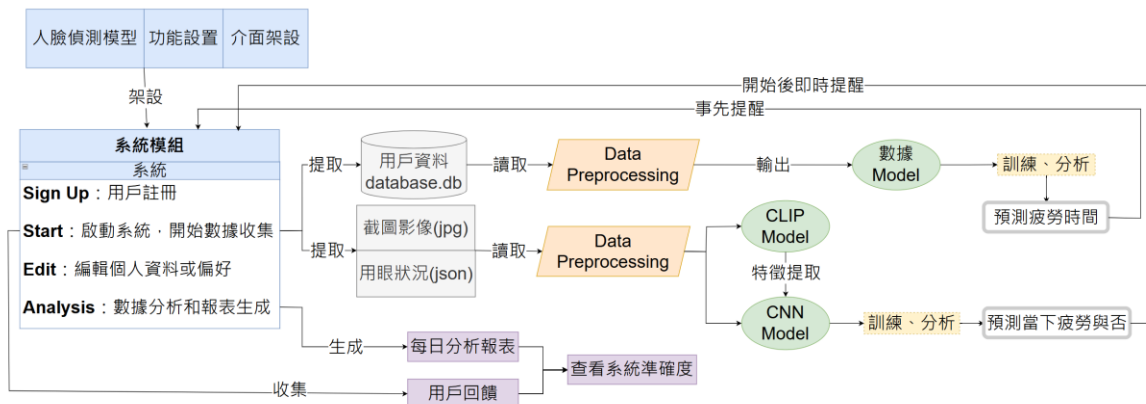 人臉偵測模型
功能設置
介面架設
架設
開始後即時提醒
事先提醒
系統模組
系統
Sign Up：用戶註冊
Start：啟動系統，開始數據收集
Edit：編輯個人資料或偏好
Analysis：數據分析和報表生成
提取
用戶資料
database.db
讀取
Data
Preprocessing
輸出
數據
Model
訓練、分析
預測疲勞時間
提取
截圖影像(jpg)
用眼狀況(json)
讀取
Data
Preprocessing
CLIP
Model
特徵提取
CNN
Model
訓練、分析
預測當下疲勞與否
生成
每日分析報表
查看系統準確度
收集
用戶回饋